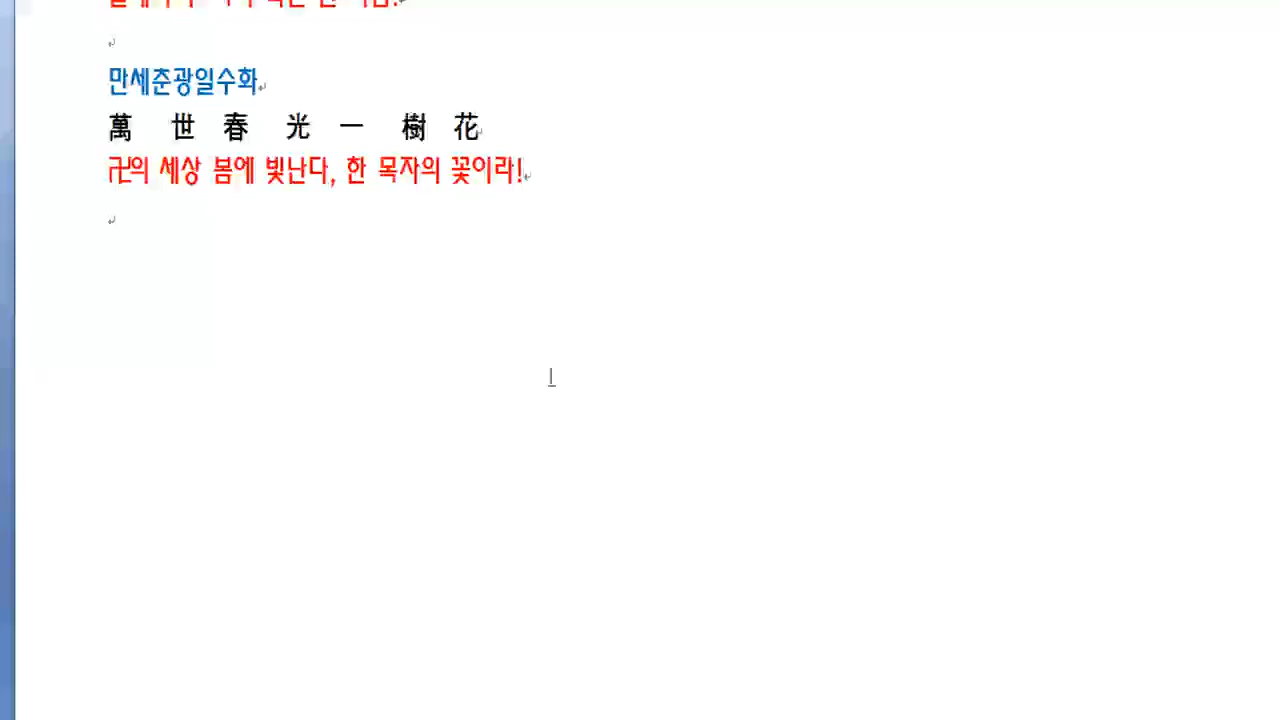 만세춘광일수화
萬 世 春 光 一 樹 花
卍의 세상 봄에 빛난다, 한 목자의 꽃이라!